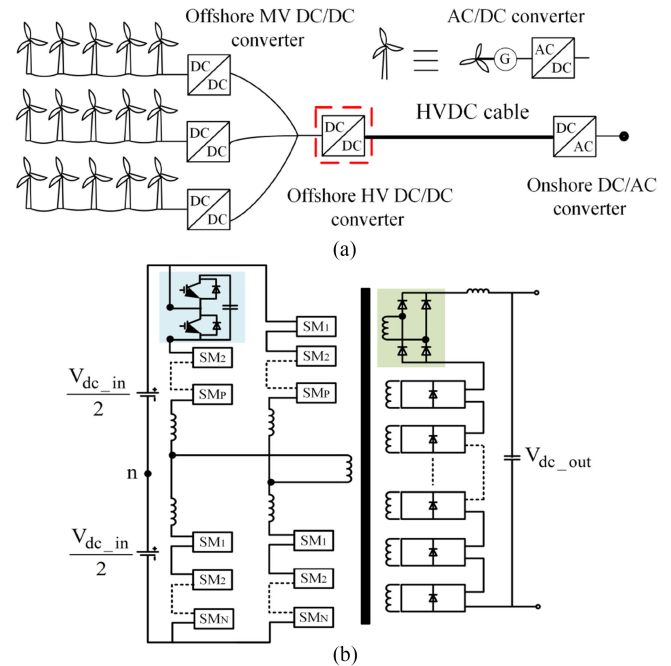 Offshore MV DC/DC converter
AC/DC converter
G
AC
DC
DC
DC
DC
DC
DC
DC
DC
DC
HVDC cable
DC
AC
Offshore HV DC/DC converter
Onshore DC/AC converter
(a)
SM1
SM2
SM2
SMP
SMP
Vdc_in
2
n
Vdc_in
2
SM1
SM1
SM2
SM2
SMN
SMN
Vdc_out
(b)